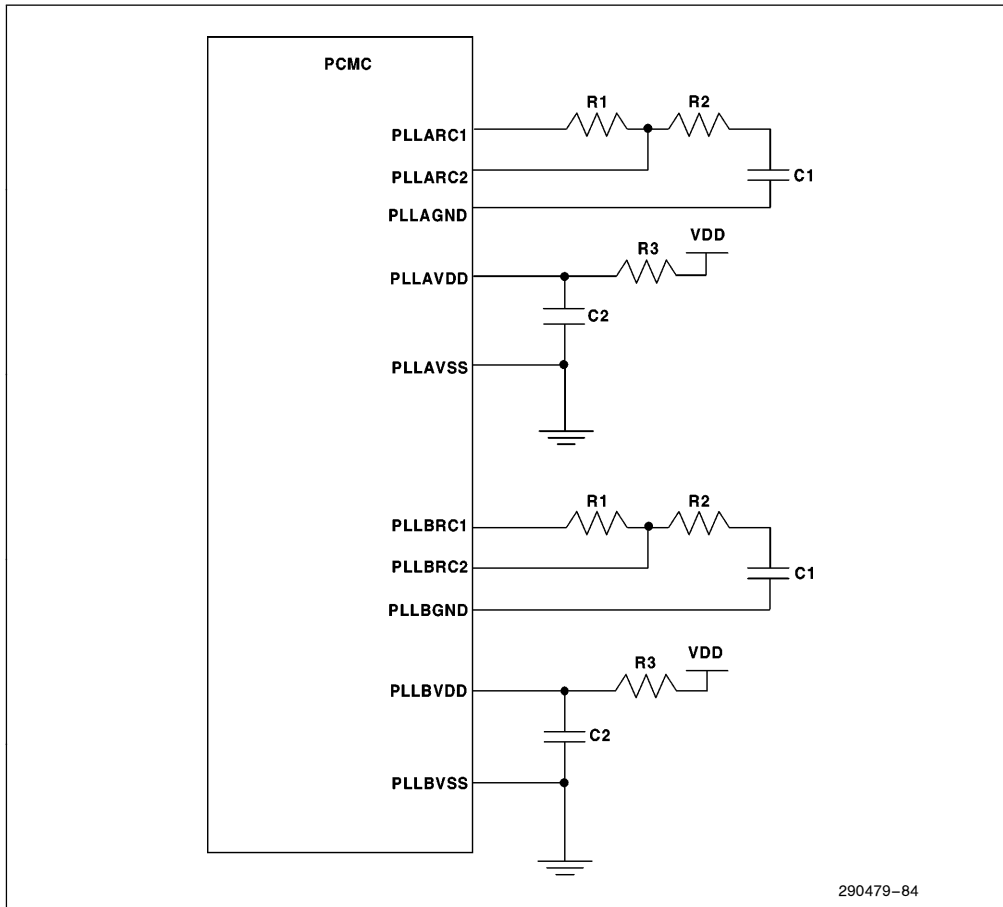 PCMC
R1
R2
PLLARC1
PLLARC2
C1
PLLAGND
VDD
R3
PLLAVDD
C2
PLLAVSS
R1
R2
PLLBRC1
PLLBRC2
C1
PLLBGND
VDD
R3
PLLBVDD
C2
PLLBVSS
290479–84